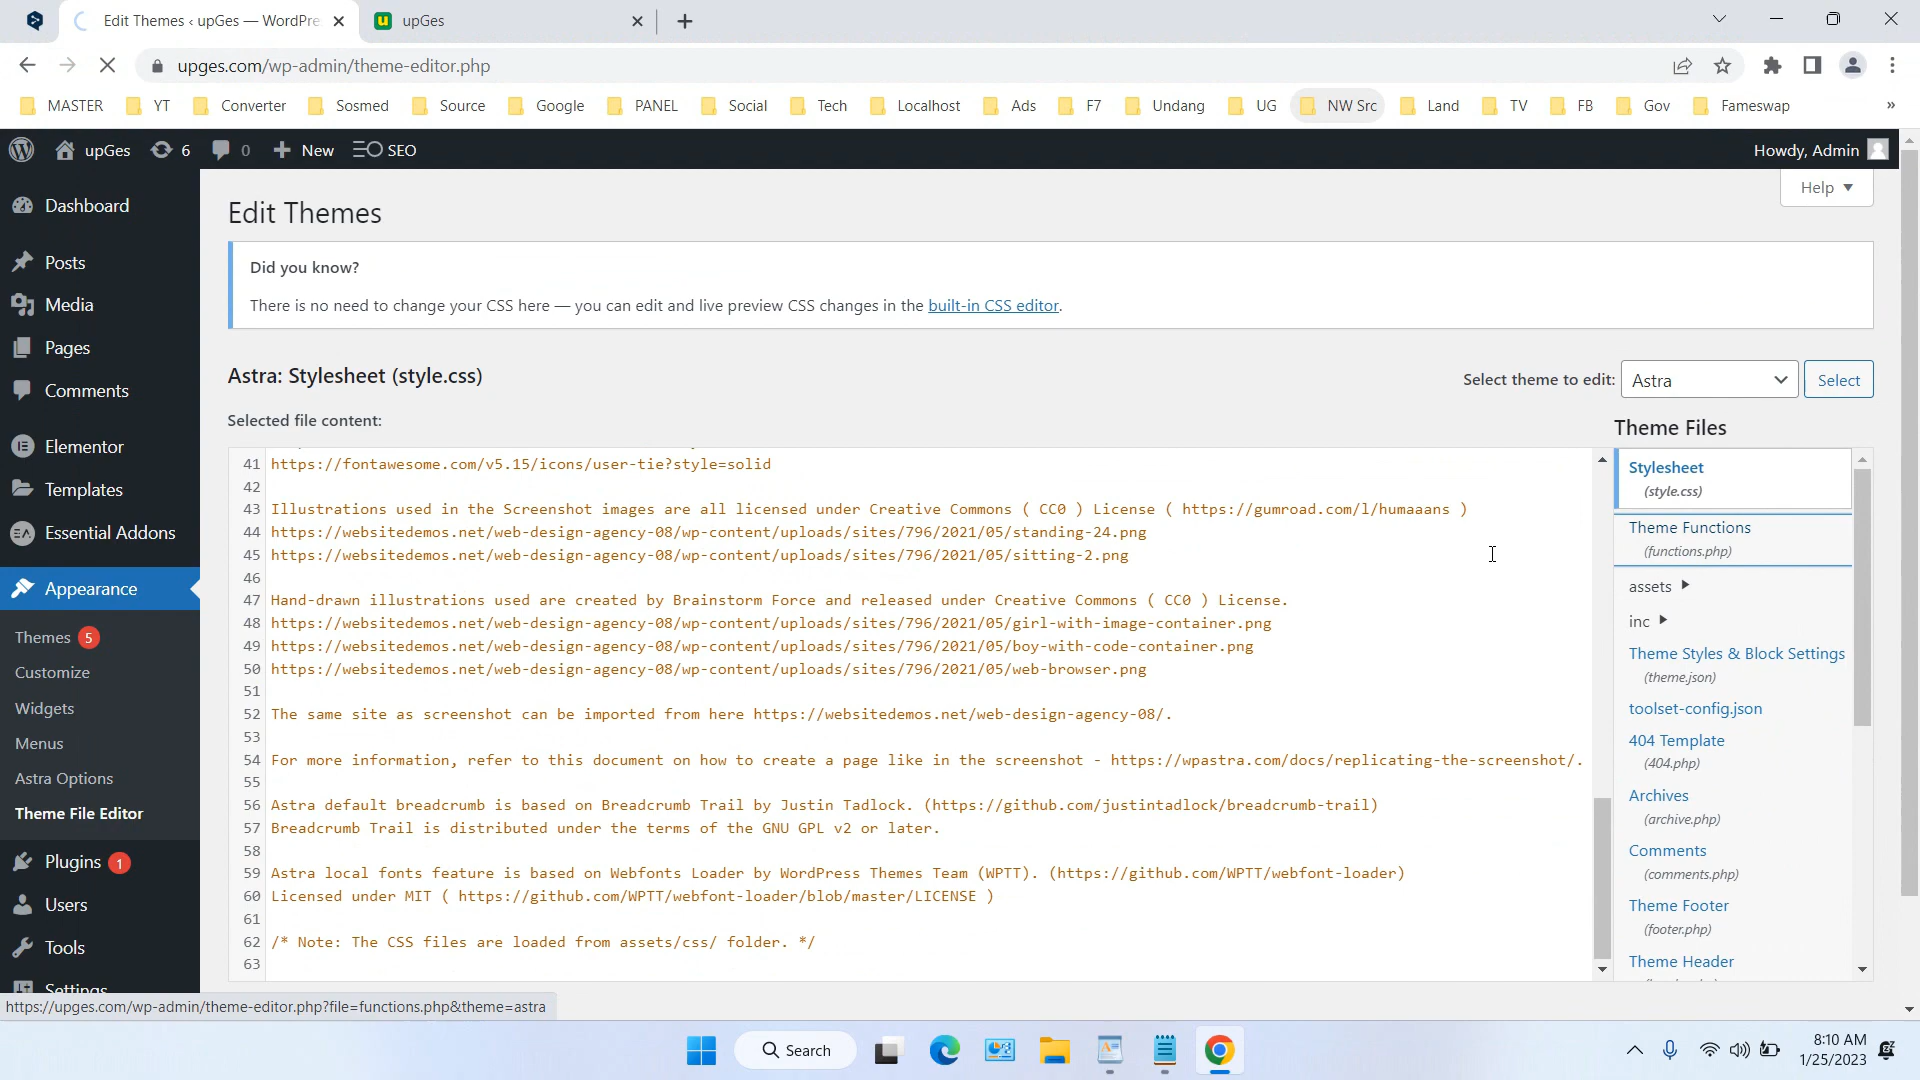 Edit Themes ‹ upGes — WordPre
upGes
upges.com/wp-admin/theme-editor.php
MASTER YT Converter Sosmed Source Google PANEL Social Tech Localhost Ads F7 Undang UG NW Src Land TV FB Gov Fameswap »
upGes 6 0 New SEO Howdy, Admin
Help
Dashboard
Posts
Media
Pages
Comments
Elementor
Templates
Essential Addons
Appearance
Themes 5
Customize
Widgets
Menus
Astra Options
Theme File Editor
Plugins 1
Users
Tools
Settings
Edit Themes
Did you know?
There is no need to change your CSS here — you can edit and live preview CSS changes in the built-in CSS editor.
Astra: Stylesheet (style.css)
Select theme to edit: Astra Select
Selected file content:
41 https://fontawesome.com/v5.15/icons/user-tie?style=solid
42
43 Illustrations used in the Screenshot images are all licensed under Creative Commons ( CC0 ) License ( https://gumroad.com/l/humaaans )
44 https://websitedemos.net/web-design-agency-08/wp-content/uploads/sites/796/2021/05/standing-24.png
45 https://websitedemos.net/web-design-agency-08/wp-content/uploads/sites/796/2021/05/sitting-2.png
46
47 Hand-drawn illustrations used are created by Brainstorm Force and released under Creative Commons ( CC0 ) License.
48 https://websitedemos.net/web-design-agency-08/wp-content/uploads/sites/796/2021/05/girl-with-image-container.png
49 https://websitedemos.net/web-design-agency-08/wp-content/uploads/sites/796/2021/05/boy-with-code-container.png
50 https://websitedemos.net/web-design-agency-08/wp-content/uploads/sites/796/2021/05/web-browser.png
51
52 The same site as screenshot can be imported from here https://websitedemos.net/web-design-agency-08/.
53
54 For more information, refer to this document on how to create a page like in the screenshot - https://wpastra.com/docs/replicating-the-screenshot/.
55
56 Astra default breadcrumb is based on Breadcrumb Trail by Justin Tadlock. (https://github.com/justintadlock/breadcrumb-trail)
57 Breadcrumb Trail is distributed under the terms of the GNU GPL v2 or later.
58
59 Astra local fonts feature is based on Webfonts Loader by WordPress Themes Team (WPTT). (https://github.com/WPTT/webfont-loader)
60 Licensed under MIT ( https://github.com/WPTT/webfont-loader/blob/master/LICENSE )
61
62 /* Note: The CSS files are loaded from assets/css/ folder. */
63
Theme Files
Stylesheet
(style.css)
Theme Functions
(functions.php)
assets
inc
Theme Styles & Block Settings
(theme.json)
toolset-config.json
404 Template
(404.php)
Archives
(archive.php)
Comments
(comments.php)
Theme Footer
(footer.php)
Theme Header
https://upges.com/wp-admin/theme-editor.php?file=functions.php&theme=astra
Search
8:10 AM
1/25/2023